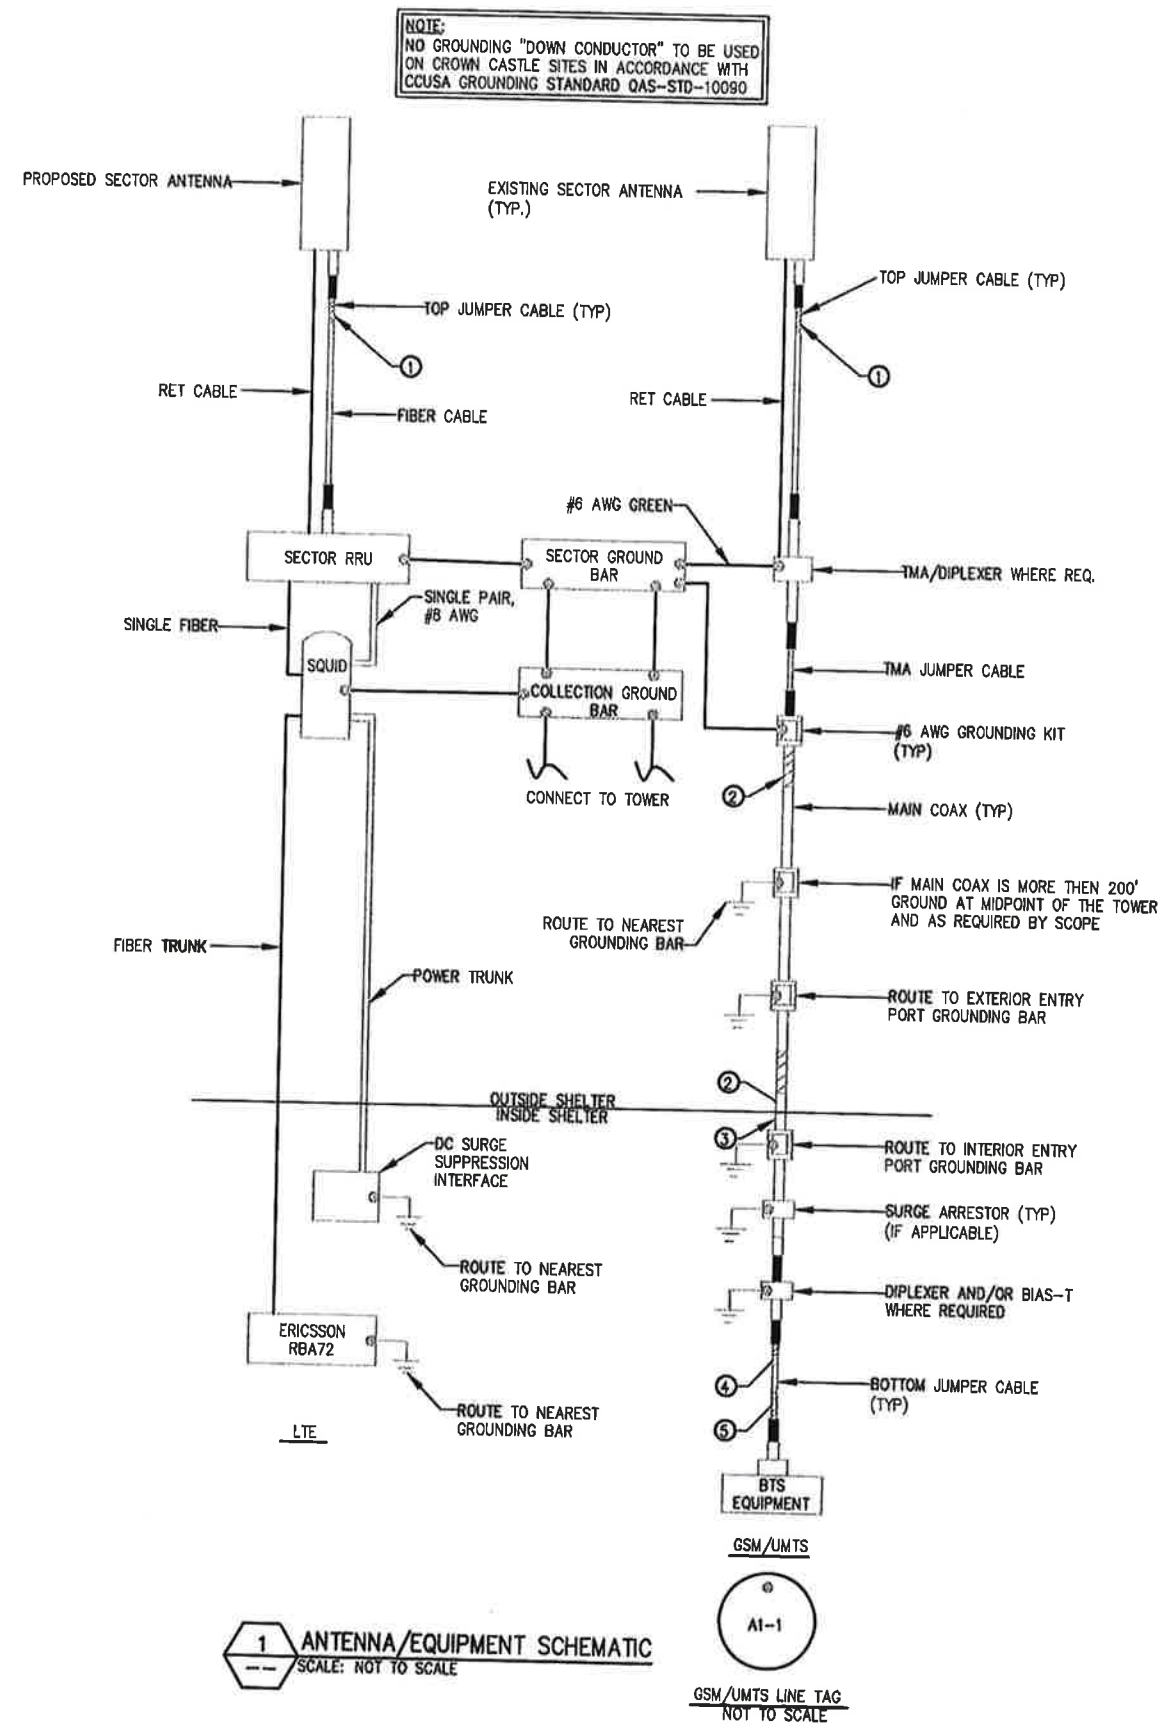 NOTE:
NO GROUNDING "DOWN CONDUCTOR" TO BE USED
ON CROWN CASTLE SITES IN ACCORDANCE WITH
CCUSA GROUNDING STANDARD QAS-STD-10090
PROPOSED SECTOR ANTENNA
EXISTING SECTOR ANTENNA
(TYP.)
TOP JUMPER CABLE (TYP)
TOP JUMPER CABLE (TYP)
1
1
RET CABLE
RET CABLE
FIBER CABLE
#6 AWG GREEN
SECTOR RRU
SECTOR GROUND
BAR
TMA/DIPLEXER WHERE REQ.
SINGLE PAIR,
#8 AWG
SINGLE FIBER
SQUID
TMA JUMPER CABLE
COLLECTION GROUND
BAR
#6 AWG GROUNDING KIT
(TYP)
CONNECT TO TOWER
2
MAIN COAX (TYP)
IF MAIN COAX IS MORE THEN 200'
GROUND AT MIDPOINT OF THE TOWER
AND AS REQUIRED BY SCOPE
ROUTE TO NEAREST
GROUNDING BAR
FIBER TRUNK
POWER TRUNK
ROUTE TO EXTERIOR ENTRY
PORT GROUNDING BAR
2
OUTSIDE SHELTER
INSIDE SHELTER
3
DC SURGE
SUPPRESSION
INTERFACE
ROUTE TO INTERIOR ENTRY
PORT GROUNDING BAR
SURGE ARRESTOR (TYP)
(IF APPLICABLE)
ROUTE TO NEAREST
GROUNDING BAR
DIPLEXER AND/OR BIAS-T
WHERE REQUIRED
ERICSSON
RBA72
4
BOTTOM JUMPER CABLE
(TYP)
5
ROUTE TO NEAREST
GROUNDING BAR
LTE
BTS
EQUIPMENT
GSM/UMTS
A1-1
1
--
ANTENNA/EQUIPMENT SCHEMATIC
SCALE: NOT TO SCALE
GSM/UMTS LINE TAG
NOT TO SCALE